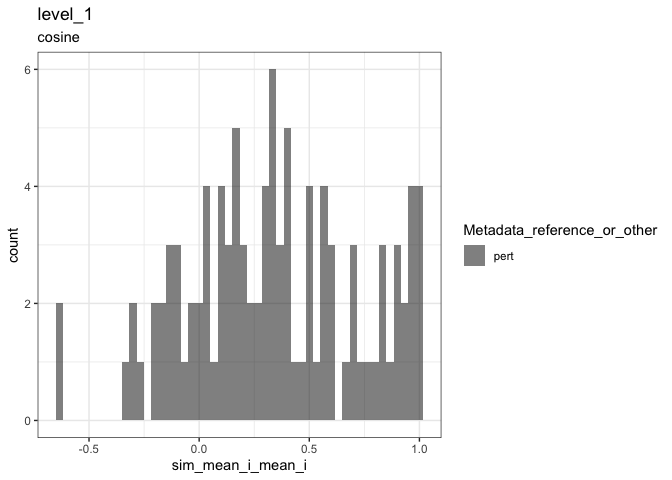 level_1
cosine
6
4
2
0
count
-0.5
0.0
0.5
1.0
sim_mean_i_mean_i
Metadata_reference_or_other
pert